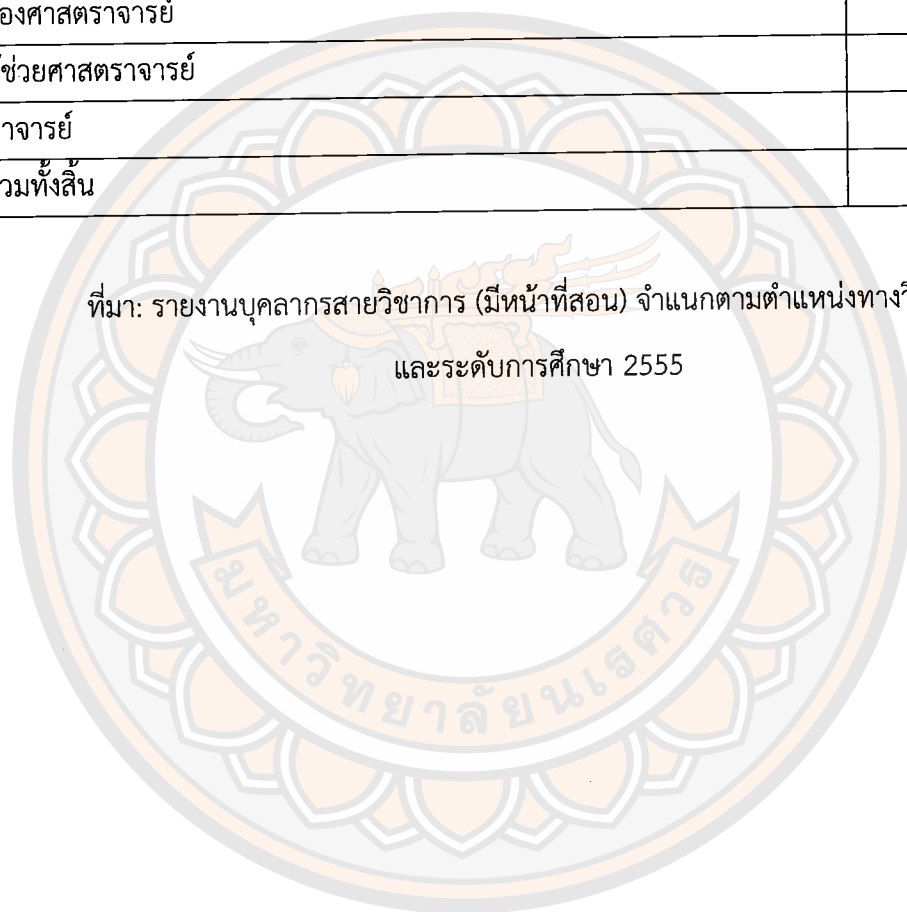 องศาสตราจารย์
ช่วยศาสตราจารย์
าจารย์
วมทั้งสิ้น
ที่มา: รายงานบุคลากรสายวิชาการ (มีหน้าที่สอน) จำแนกตามตำแหน่งทางวิ
และระดับการศึกษา 2555
มหาวิทยาลัยนเรศวร